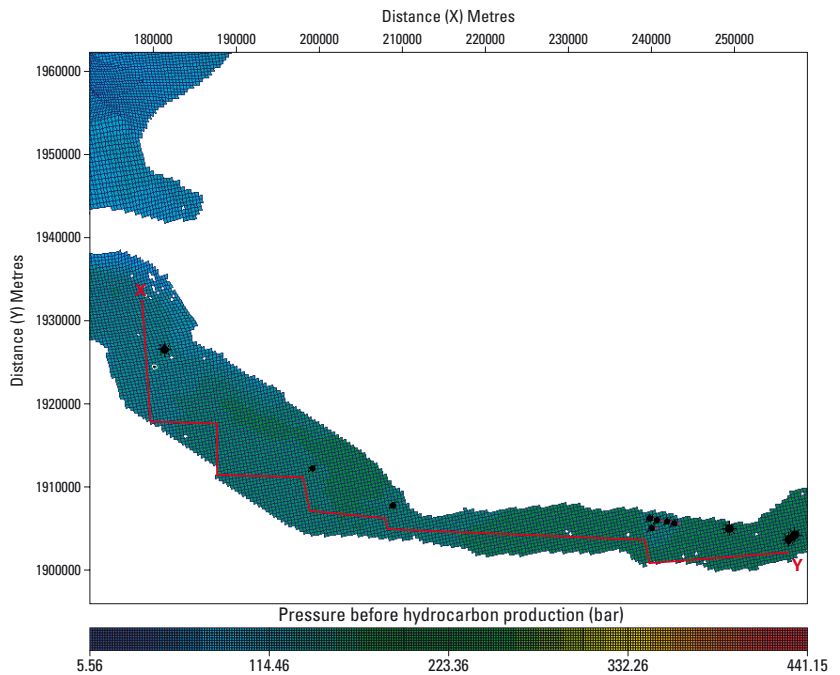 Distance (X) Metres
180000 190000 200000 210000 220000 230000 240000 250000
Distance (Y) Metres
1960000
1950000
1940000
1930000
1920000
1910000
1900000
X
Y
Pressure before hydrocarbon production (bar)
5.56 114.46 223.36 332.26 441.15